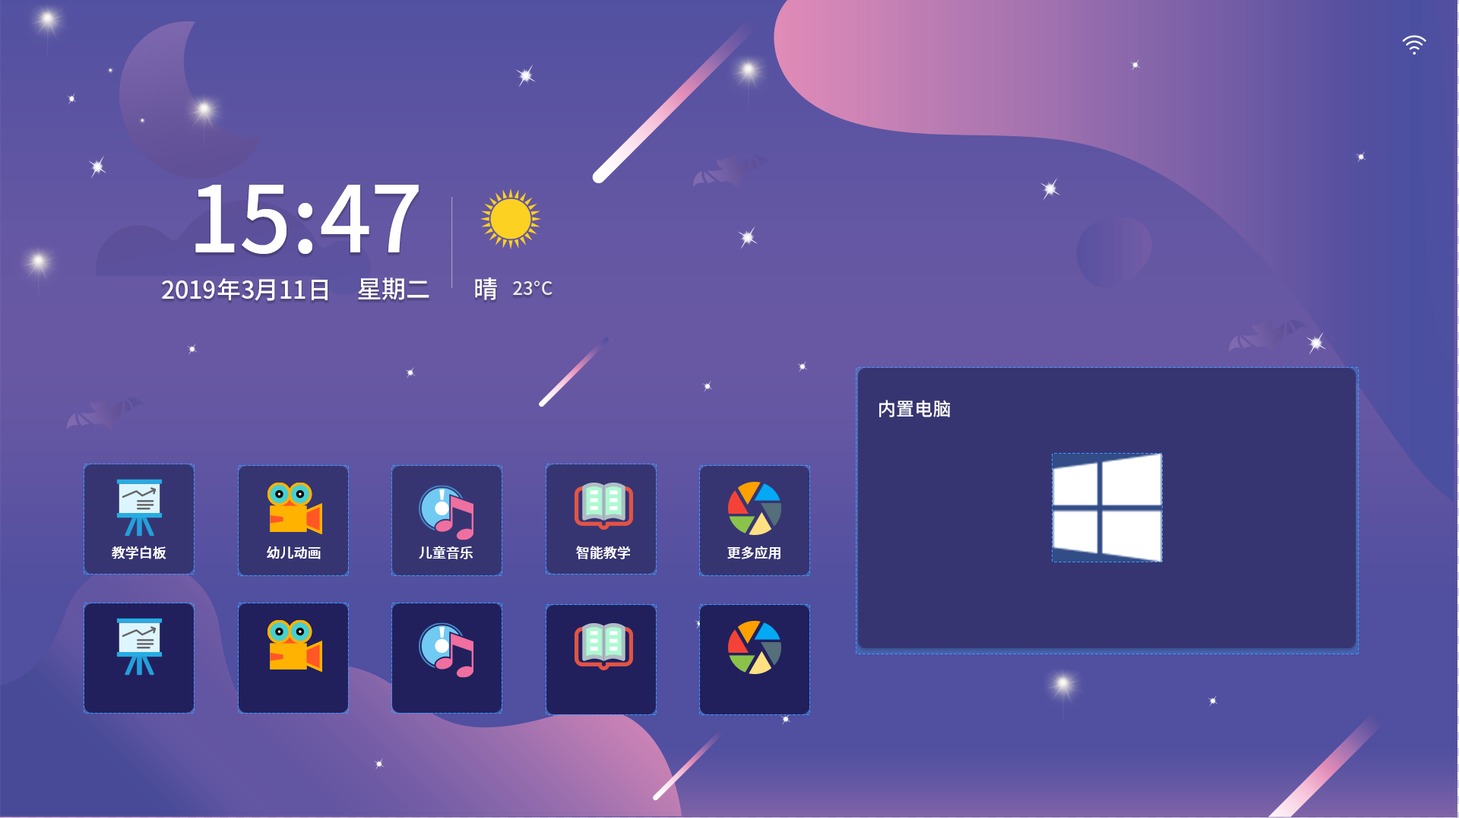 15:47
2019年3月11日 星期二
晴 23°C
内置电脑
教学白板
幼儿动画
儿童音乐
智能教学
更多应用